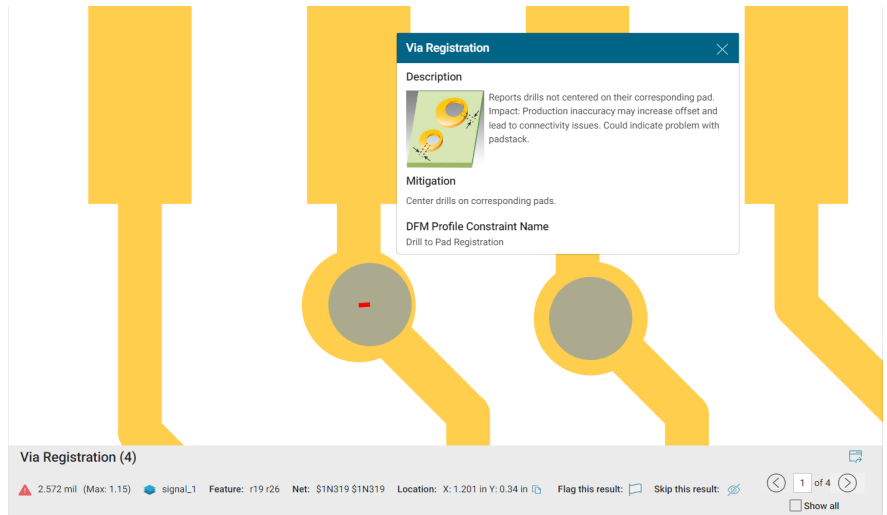 Via Registration
Description
Reports drills not centered on their corresponding pad.
Impact: Production inaccuracy may increase offset and
lead to connectivity issues. Could indicate problem with
padstack.
Mitigation
Center drills on corresponding pads.
DFM Profile Constraint Name
Drill to Pad Registration
Via Registration (4)
2.572 mil (Max: 1.15) signal_1 Feature: r19 r26 Net: $1N319 $1N319 Location: X: 1.201 in Y: 0.34 in Flag this result: Skip this result: 1 of 4
Show all